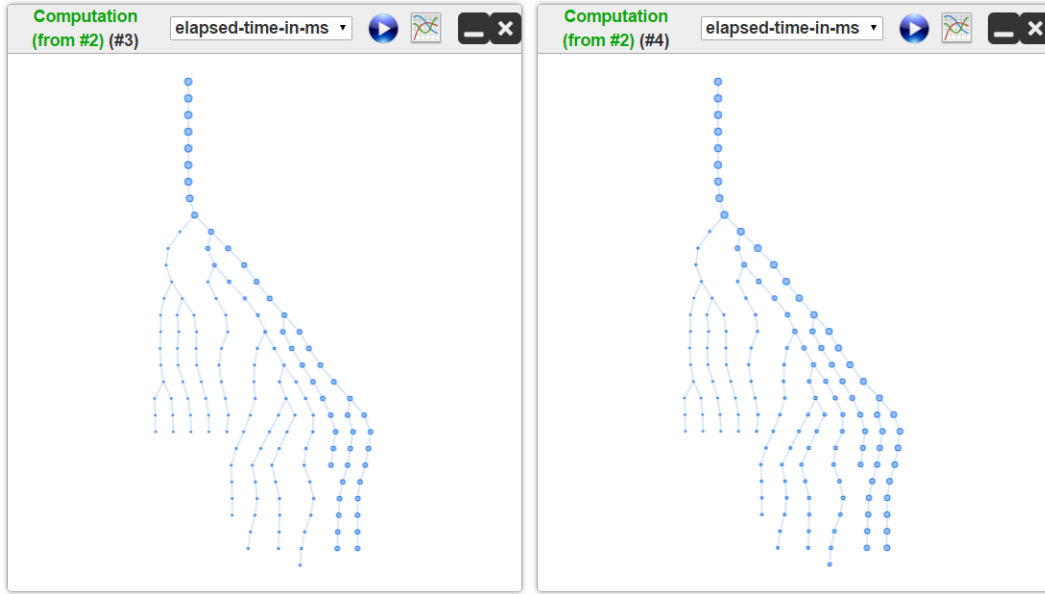 Computation
(from #2) (#3)
elapsed-time-in-ms
Computation
(from #2) (#4)
elapsed-time-in-ms